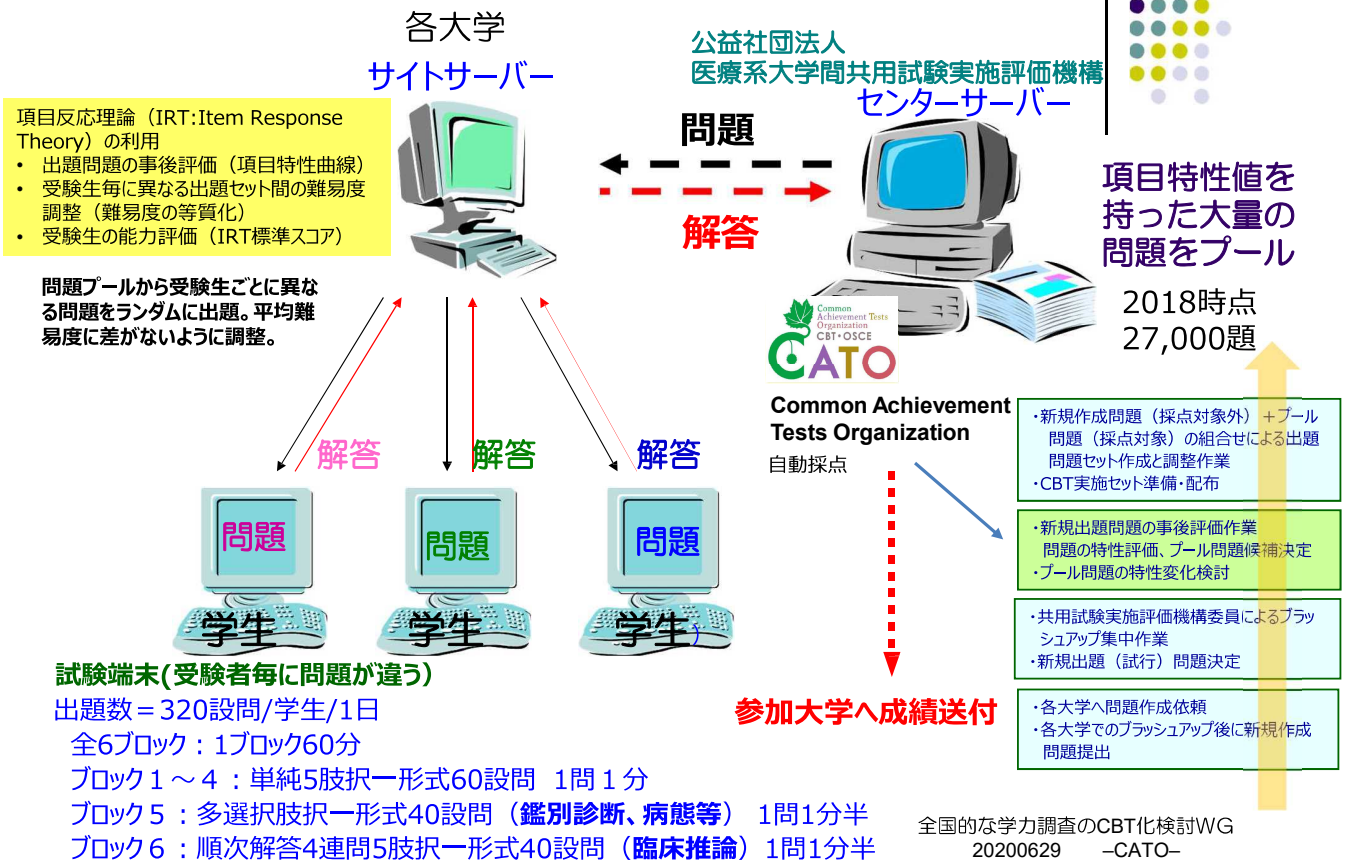 各大学
サイトサーバー
公益社団法人
医療系大学間共用試験実施評価機構
センターサーバー
項目反応理論（IRT:Item Response
Theory）の利用
• 出題問題の事後評価（項目特性曲線）
• 受験生毎に異なる出題セット間の難易度
調整（難易度の等質化）
• 受験生の能力評価（IRT標準スコア）
問題
解答
項目特性値を
持った大量の
問題をプール
2018時点
27,000題
問題プールから受験生ごとに異な
る問題をランダムに出題。平均難
易度に差がないように調整。
Common
Achievement Tests
Organization
CBT・OSCE
CATO
Common Achievement
Tests Organization
自動採点
解答
解答
解答
問題
問題
問題
学生
学生
学生）
・新規作成問題（採点対象外）＋プール
問題（採点対象）の組合せによる出題
問題セット作成と調整作業
・CBT実施セット準備・配布
・新規出題問題の事後評価作業
問題の特性評価、プール問題候補決定
・プール問題の特性変化検討
・共用試験実施評価機構委員によるブラッ
シュアップ集中作業
・新規出題（試行）問題決定
・各大学へ問題作成依頼
・各大学でのブラッシュアップ後に新規作成
問題提出
参加大学へ成績送付
試験端末(受験者毎に問題が違う）
出題数＝320設問/学生/1日
全6ブロック：1ブロック60分
ブロック１～４：単純5肢択一形式60設問 1問１分
ブロック５：多選択肢択一形式40設問（鑑別診断、病態等） 1問1分半
ブロック６：順次解答4連問5肢択一形式40設問（臨床推論）1問1分半
全国的な学力調査のCBT化検討WG
20200629 –CATO–